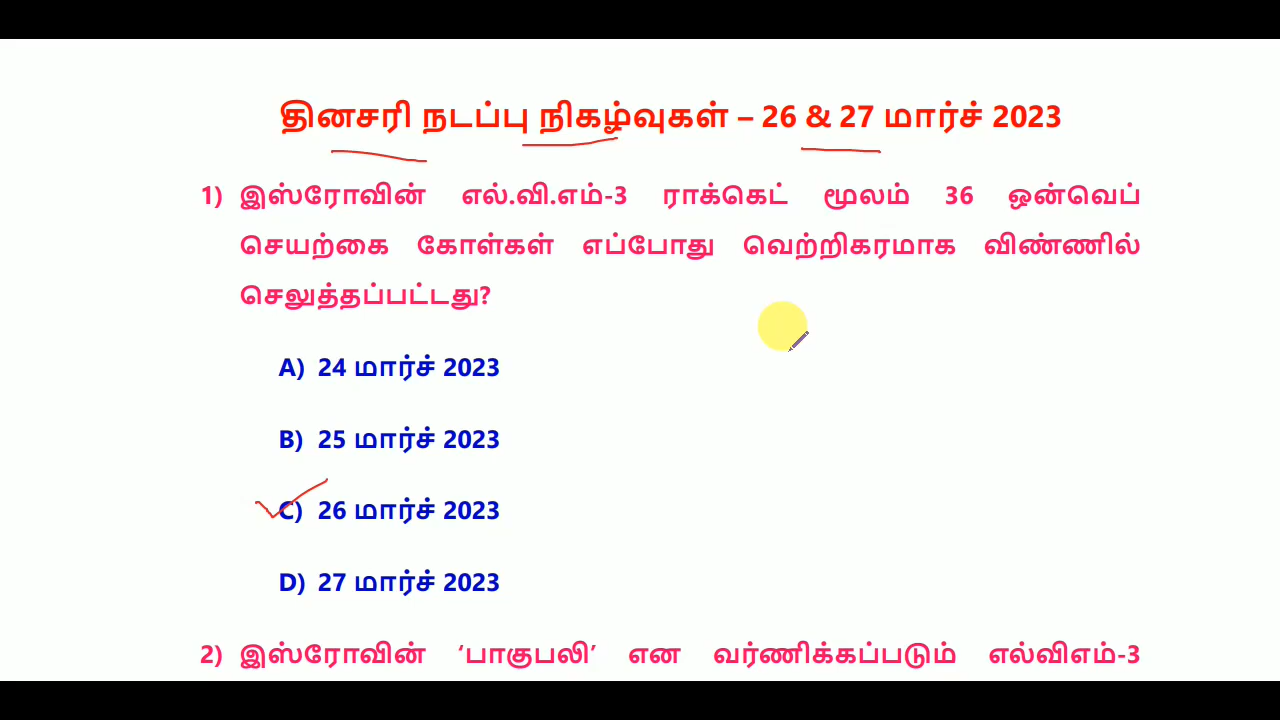 தினசரி நடப்பு நிகழ்வுகள் – 26 & 27 மார்ச் 2023
1) இஸ்ரோவின் எல்.வி.எம்-3 ராக்கெட் மூலம் 36 ஒன்வெப்
செயற்கை கோள்கள் எப்போது வெற்றிகரமாக விண்ணில்
செலுத்தப்பட்டது?
A) 24 மார்ச் 2023
B) 25 மார்ச் 2023
C) 26 மார்ச் 2023
D) 27 மார்ச் 2023
2) இஸ்ரோவின் ‘பாகுபலி’ என வர்ணிக்கப்படும் எல்விஎம்-3